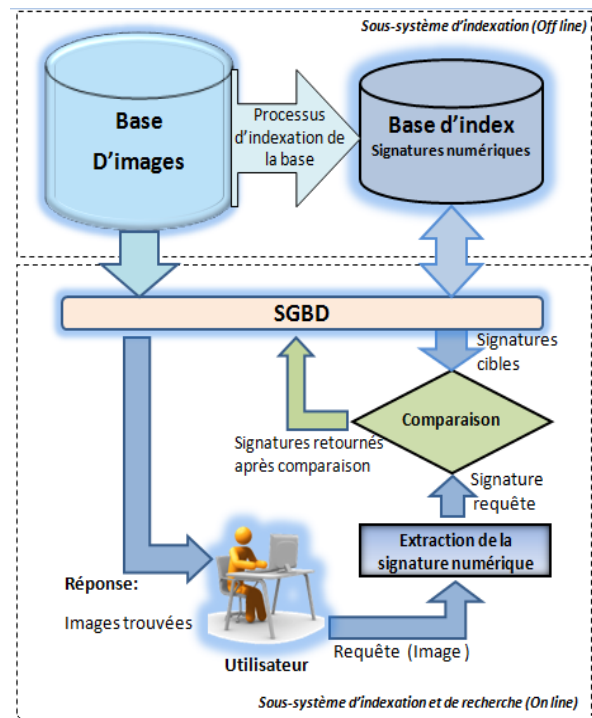 Sous-système d'indexation (Off line)
Base
D'images
Processus
d'indexation de
la base
Base d'index
Signatures numériques
SGBD
Signatures
cibles
Comparaison
Signatures retournés
après comparaison
Signature
requête
Extraction de la
signature numérique
Réponse:
Images trouvées
Utilisateur
Requête (Image )
Sous-système d'indexation et de recherche (On line)